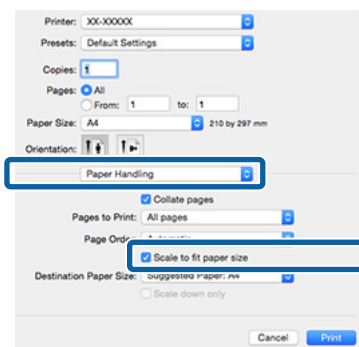 Printer: XX-XXXXX
Presets: Default Settings
Copies: 1
Pages: All
From: 1 to: 1
Paper Size: A4 210 by 297 mm
Orientation:
Paper Handling
Collate pages
Pages to Print: All pages
Page Order: Automatic
Scale to fit paper size
Destination Paper Size: Suggested Paper: A4
Scale down only
Cancel Print